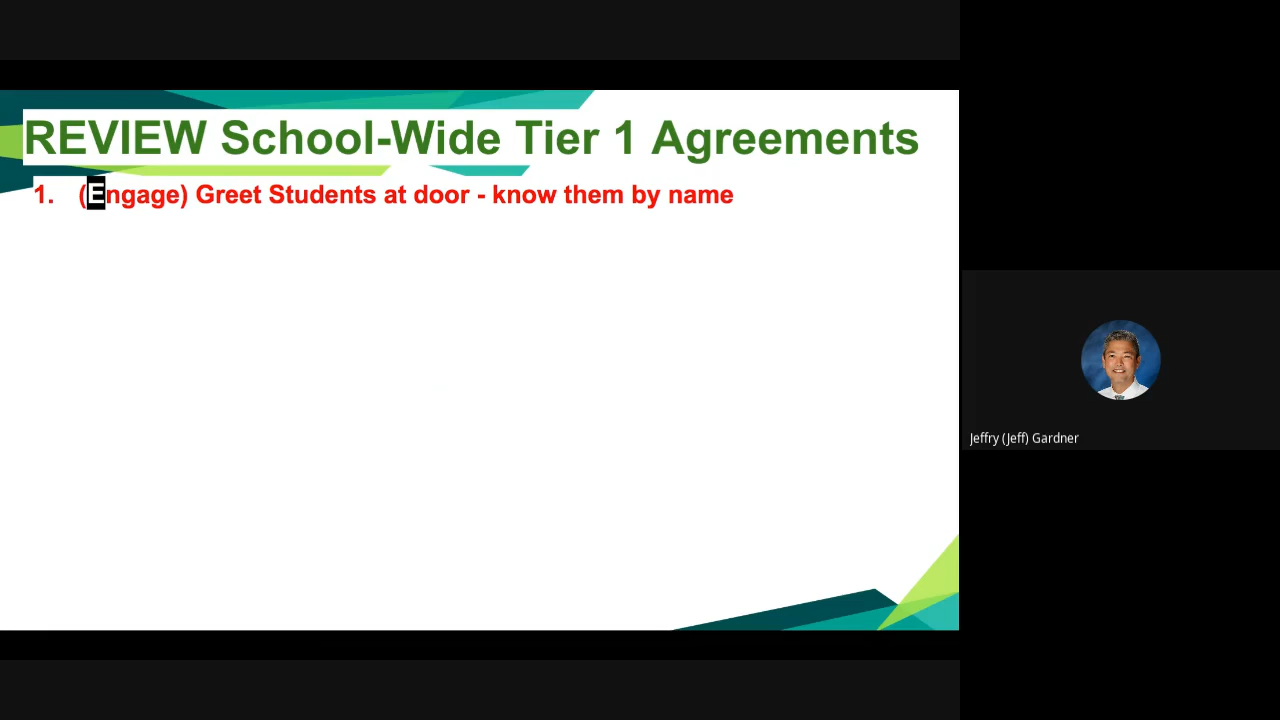 REVIEW School-Wide Tier 1 Agreements
1. (Engage) Greet Students at door - know them by name
Jeffry (Jeff) Gardner